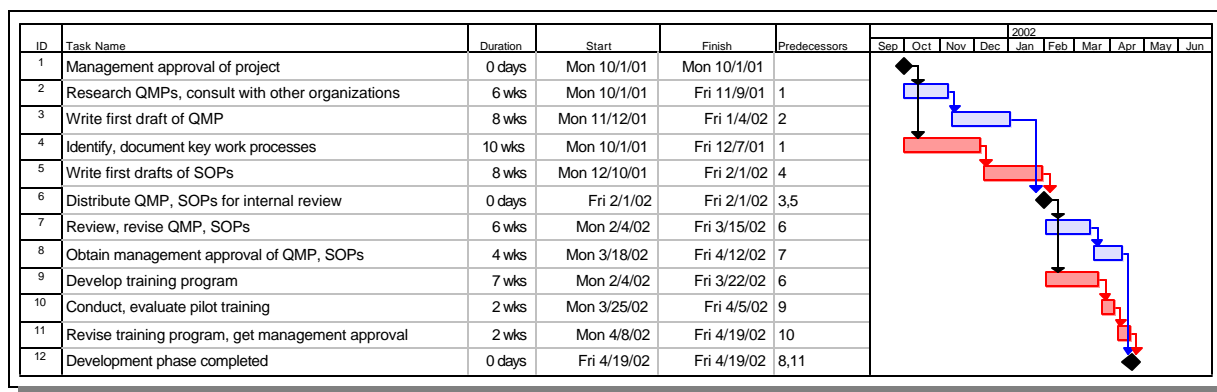 2002
ID Task Name Duration Start Finish Predecessors Sep Oct Nov Dec Jan Feb Mar Apr May Jun
1 Management approval of project 0 days Mon 10/1/01 Mon 10/1/01
2 Research QMPs, consult with other organizations 6 wks Mon 10/1/01 Fri 11/9/01 1
3 Write first draft of QMP 8 wks Mon 11/12/01 Fri 1/4/02 2
4 Identify, document key work processes 10 wks Mon 10/1/01 Fri 12/7/01 1
5 Write first drafts of SOPs 8 wks Mon 12/10/01 Fri 2/1/02 4
6 Distribute QMP, SOPs for internal review 0 days Fri 2/1/02 Fri 2/1/02 3,5
7 Review, revise QMP, SOPs 6 wks Mon 2/4/02 Fri 3/15/02 6
8 Obtain management approval of QMP, SOPs 4 wks Mon 3/18/02 Fri 4/12/02 7
9 Develop training program 7 wks Mon 2/4/02 Fri 3/22/02 6
10 Conduct, evaluate pilot training 2 wks Mon 3/25/02 Fri 4/5/02 9
11 Revise training program, get management approval 2 wks Mon 4/8/02 Fri 4/19/02 10
12 Development phase completed 0 days Fri 4/19/02 Fri 4/19/02 8,11